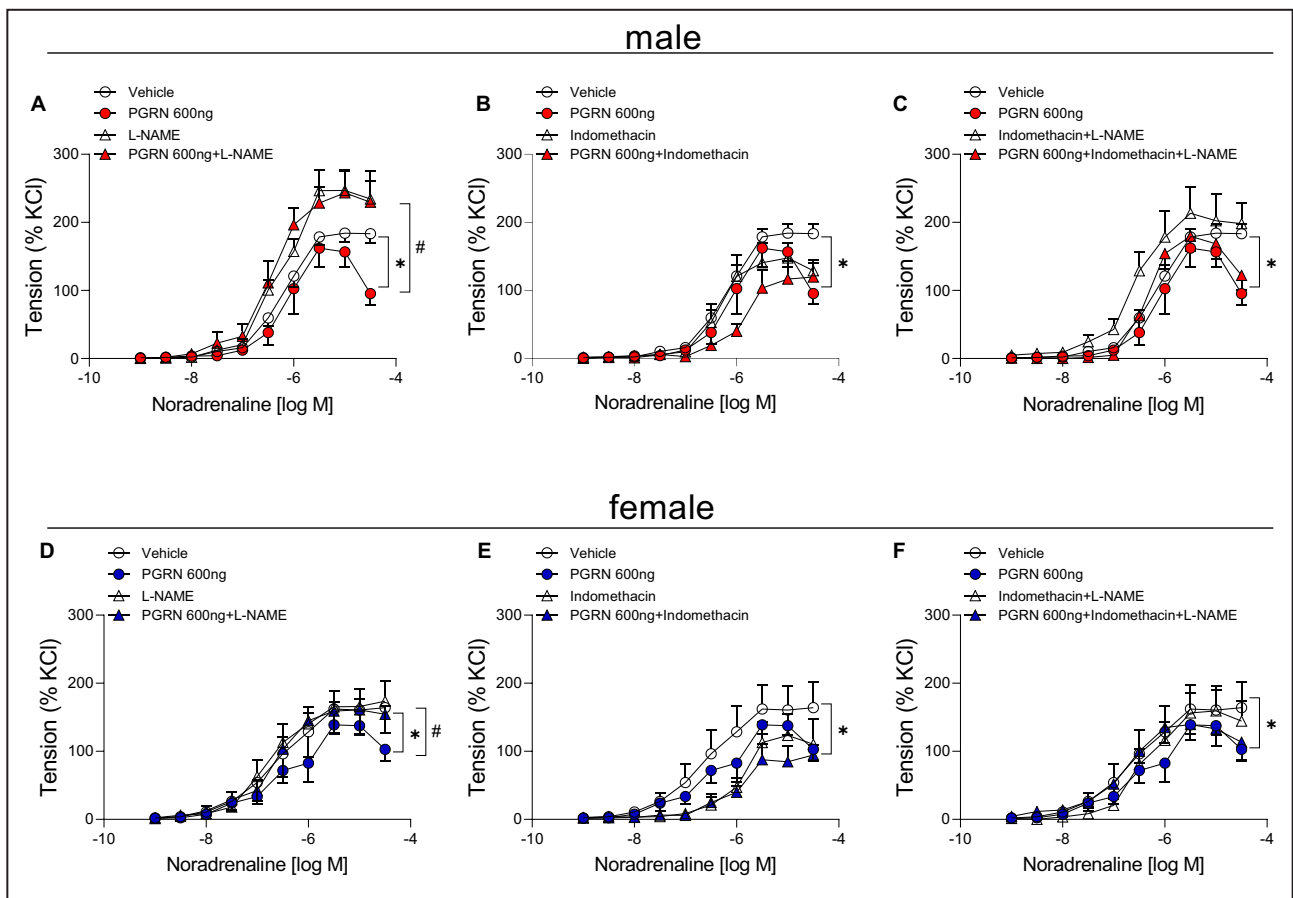 male
A
Vehicle
PGRN 600ng
L-NAME
PGRN 600ng+L-NAME
300
200
100
0
Tension (% KCl)
* #
-10 -8 -6 -4
Noradrenaline [log M]
B
Vehicle
PGRN 600ng
Indomethacin
PGRN 600ng+Indomethacin
300
200
100
0
Tension (% KCl)
*
-10 -8 -6 -4
Noradrenaline [log M]
C
Vehicle
PGRN 600ng
Indomethacin+L-NAME
PGRN 600ng+Indomethacin+L-NAME
300
200
100
0
Tension (% KCl)
*
-10 -8 -6 -4
Noradrenaline [log M]
female
D
Vehicle
PGRN 600ng
L-NAME
PGRN 600ng+L-NAME
300
200
100
0
Tension (% KCl)
* #
-10 -8 -6 -4
Noradrenaline [log M]
E
Vehicle
PGRN 600ng
Indomethacin
PGRN 600ng+Indomethacin
300
200
100
0
Tension (% KCl)
*
-10 -8 -6 -4
Noradrenaline [log M]
F
Vehicle
PGRN 600ng
Indomethacin+L-NAME
PGRN 600ng+Indomethacin+L-NAME
300
200
100
0
Tension (% KCl)
*
-10 -8 -6 -4
Noradrenaline [log M]